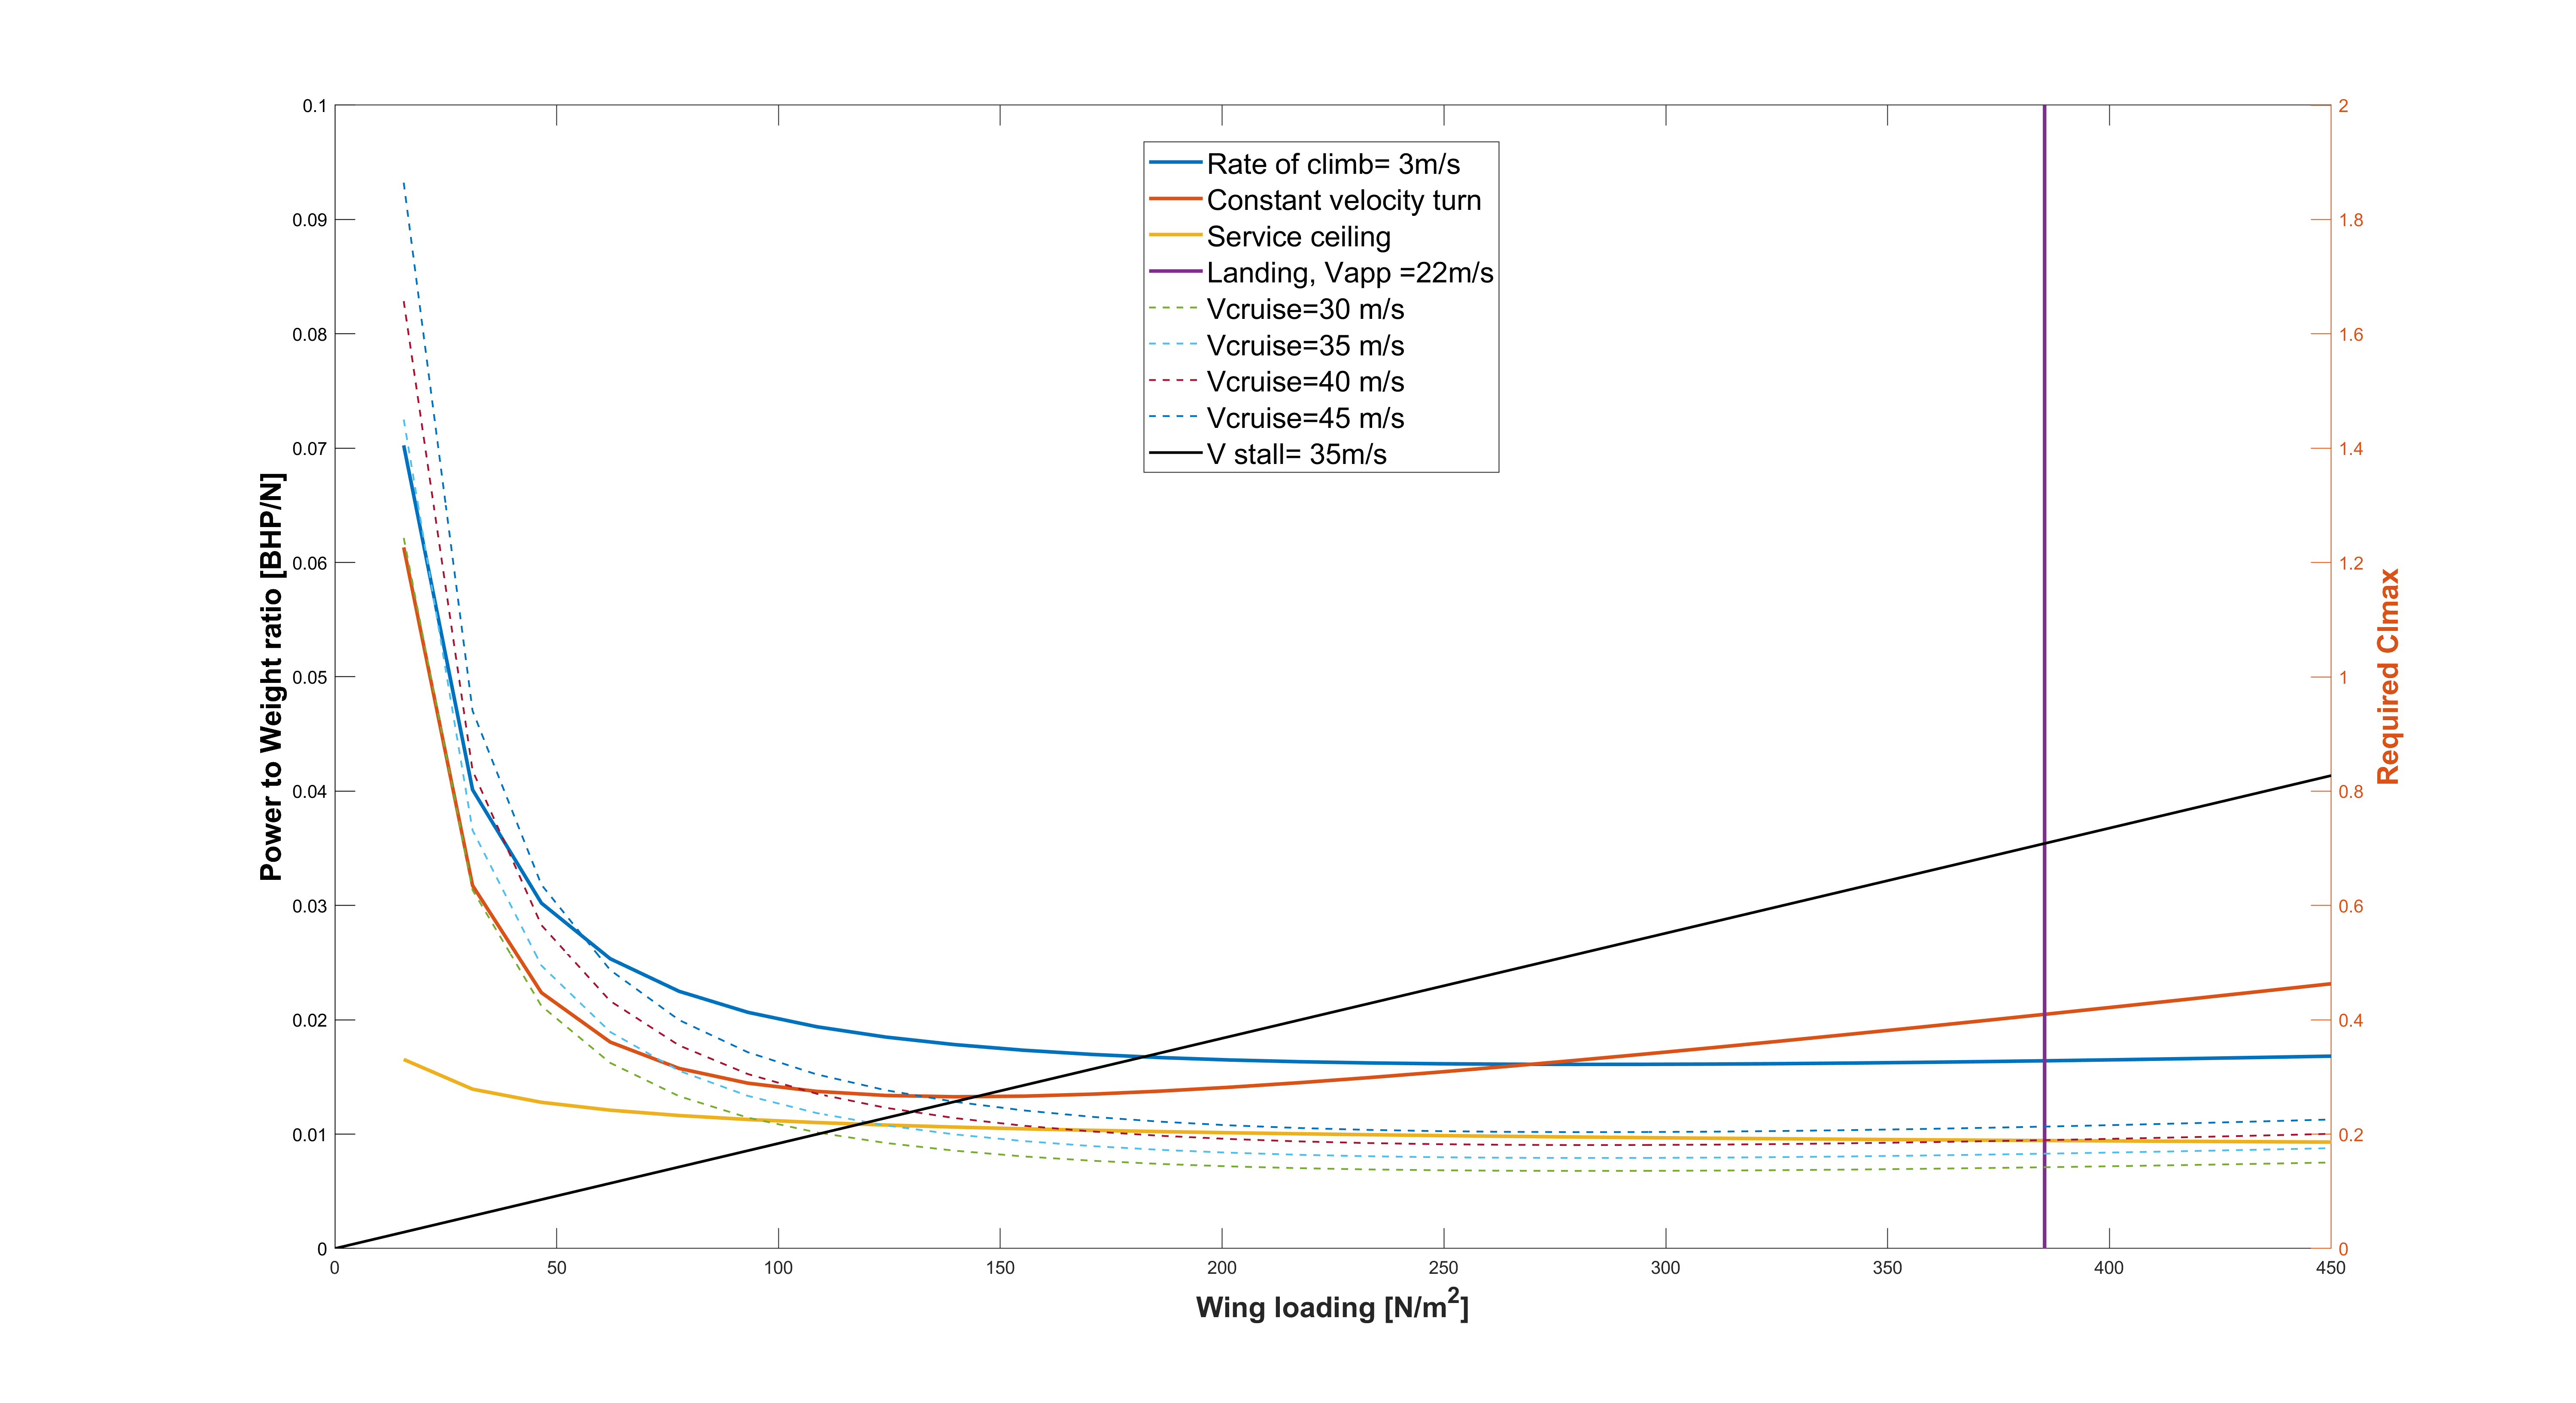 0.1
0.09
0.08
0.07
0.06
0.05
0.04
0.03
0.02
0.01
0
Power to Weight ratio [BHP/N]
Rate of climb= 3m/s
Constant velocity turn
Service ceiling
Landing, Vapp =22m/s
Vcruise=30 m/s
Vcruise=35 m/s
Vcruise=40 m/s
Vcruise=45 m/s
V stall= 35m/s
2
1.8
1.6
1.4
1.2
1
0.8
0.6
0.4
0.2
0
Required Clmax
0 50 100 150 200 250 300 350 400 450
Wing loading [N/m²]